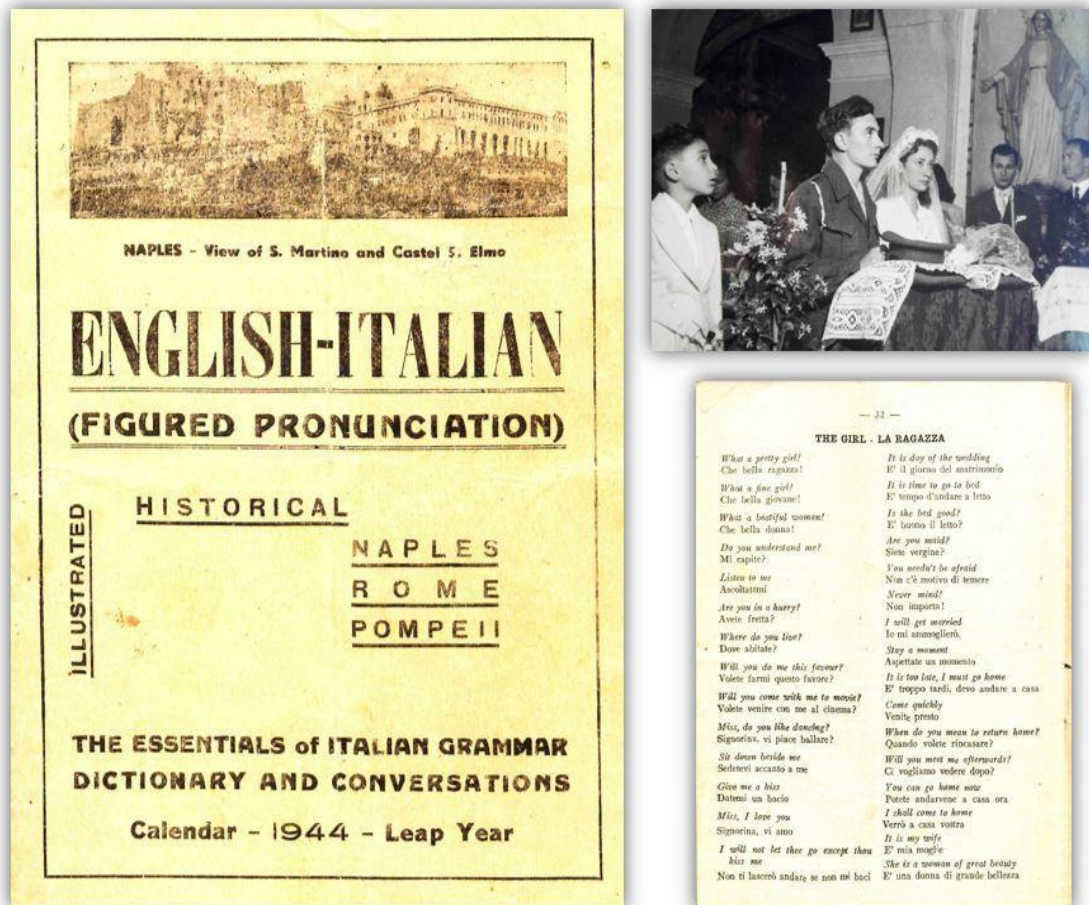 NAPLES - View of S. Martino and Castel S. Elmo
ENGLISH-ITALIAN
(FIGURED PRONUNCIATION)
ILLUSTRATED
HISTORICAL
NAPLES
ROME
POMPEII
THE ESSENTIALS of ITALIAN GRAMMAR
DICTIONARY AND CONVERSATIONS
Calendar - 1944 - Leap Year
— 32 —
THE GIRL - LA RAGAZZA
What a pretty girl!
Che bella ragazza!
What a fine girl!
Che bella giovane!
What a beatiful woman!
Che bella donna!
Do you understand me?
Mi capite?
Listen to me
Ascoltatemi
Are you in a hurry?
Avete fretta?
Where do you live?
Dove abitate?
Will you do me this favour?
Volete farmi questo favore?
Will you come with me to movie?
Volete venire con me al cinema?
Miss, do you like dancing?
Signorina, vi piace ballare?
Sit down beside me
Sedetevi accanto a me
Give me a kiss
Datemi un bacio
Miss, I love you
Signorina, vi amo
I will not let thee go except thou
kiss me
Non ti lascerò andare se non mi baci
It is day of the wedding
E' il giorno del matrimonio
It is time to go to bed
E' tempo d'andare a letto
Is the bed good?
E' buono il letto?
Are you maid?
Siete vergine?
You needn't be afraid
Non c'è motivo di temere
Never mind!
Non importa!
I will get married
Io mi ammoglierò.
Stay a moment
Aspettate un momento
It is too late, I must go home
E' troppo tardi, devo andare a casa
Come quickly
Venite presto
When do you mean to return home?
Quando volete rincasare?
Will you meet me afterwards?
Ci vogliamo vedere dopo?
You can go home now
Potete andarvene a casa ora
I shall come to home
Verrò a casa vostra
It is my wife
E' mia moglie
She is a woman of great beauty
E' una donna di grande bellezza